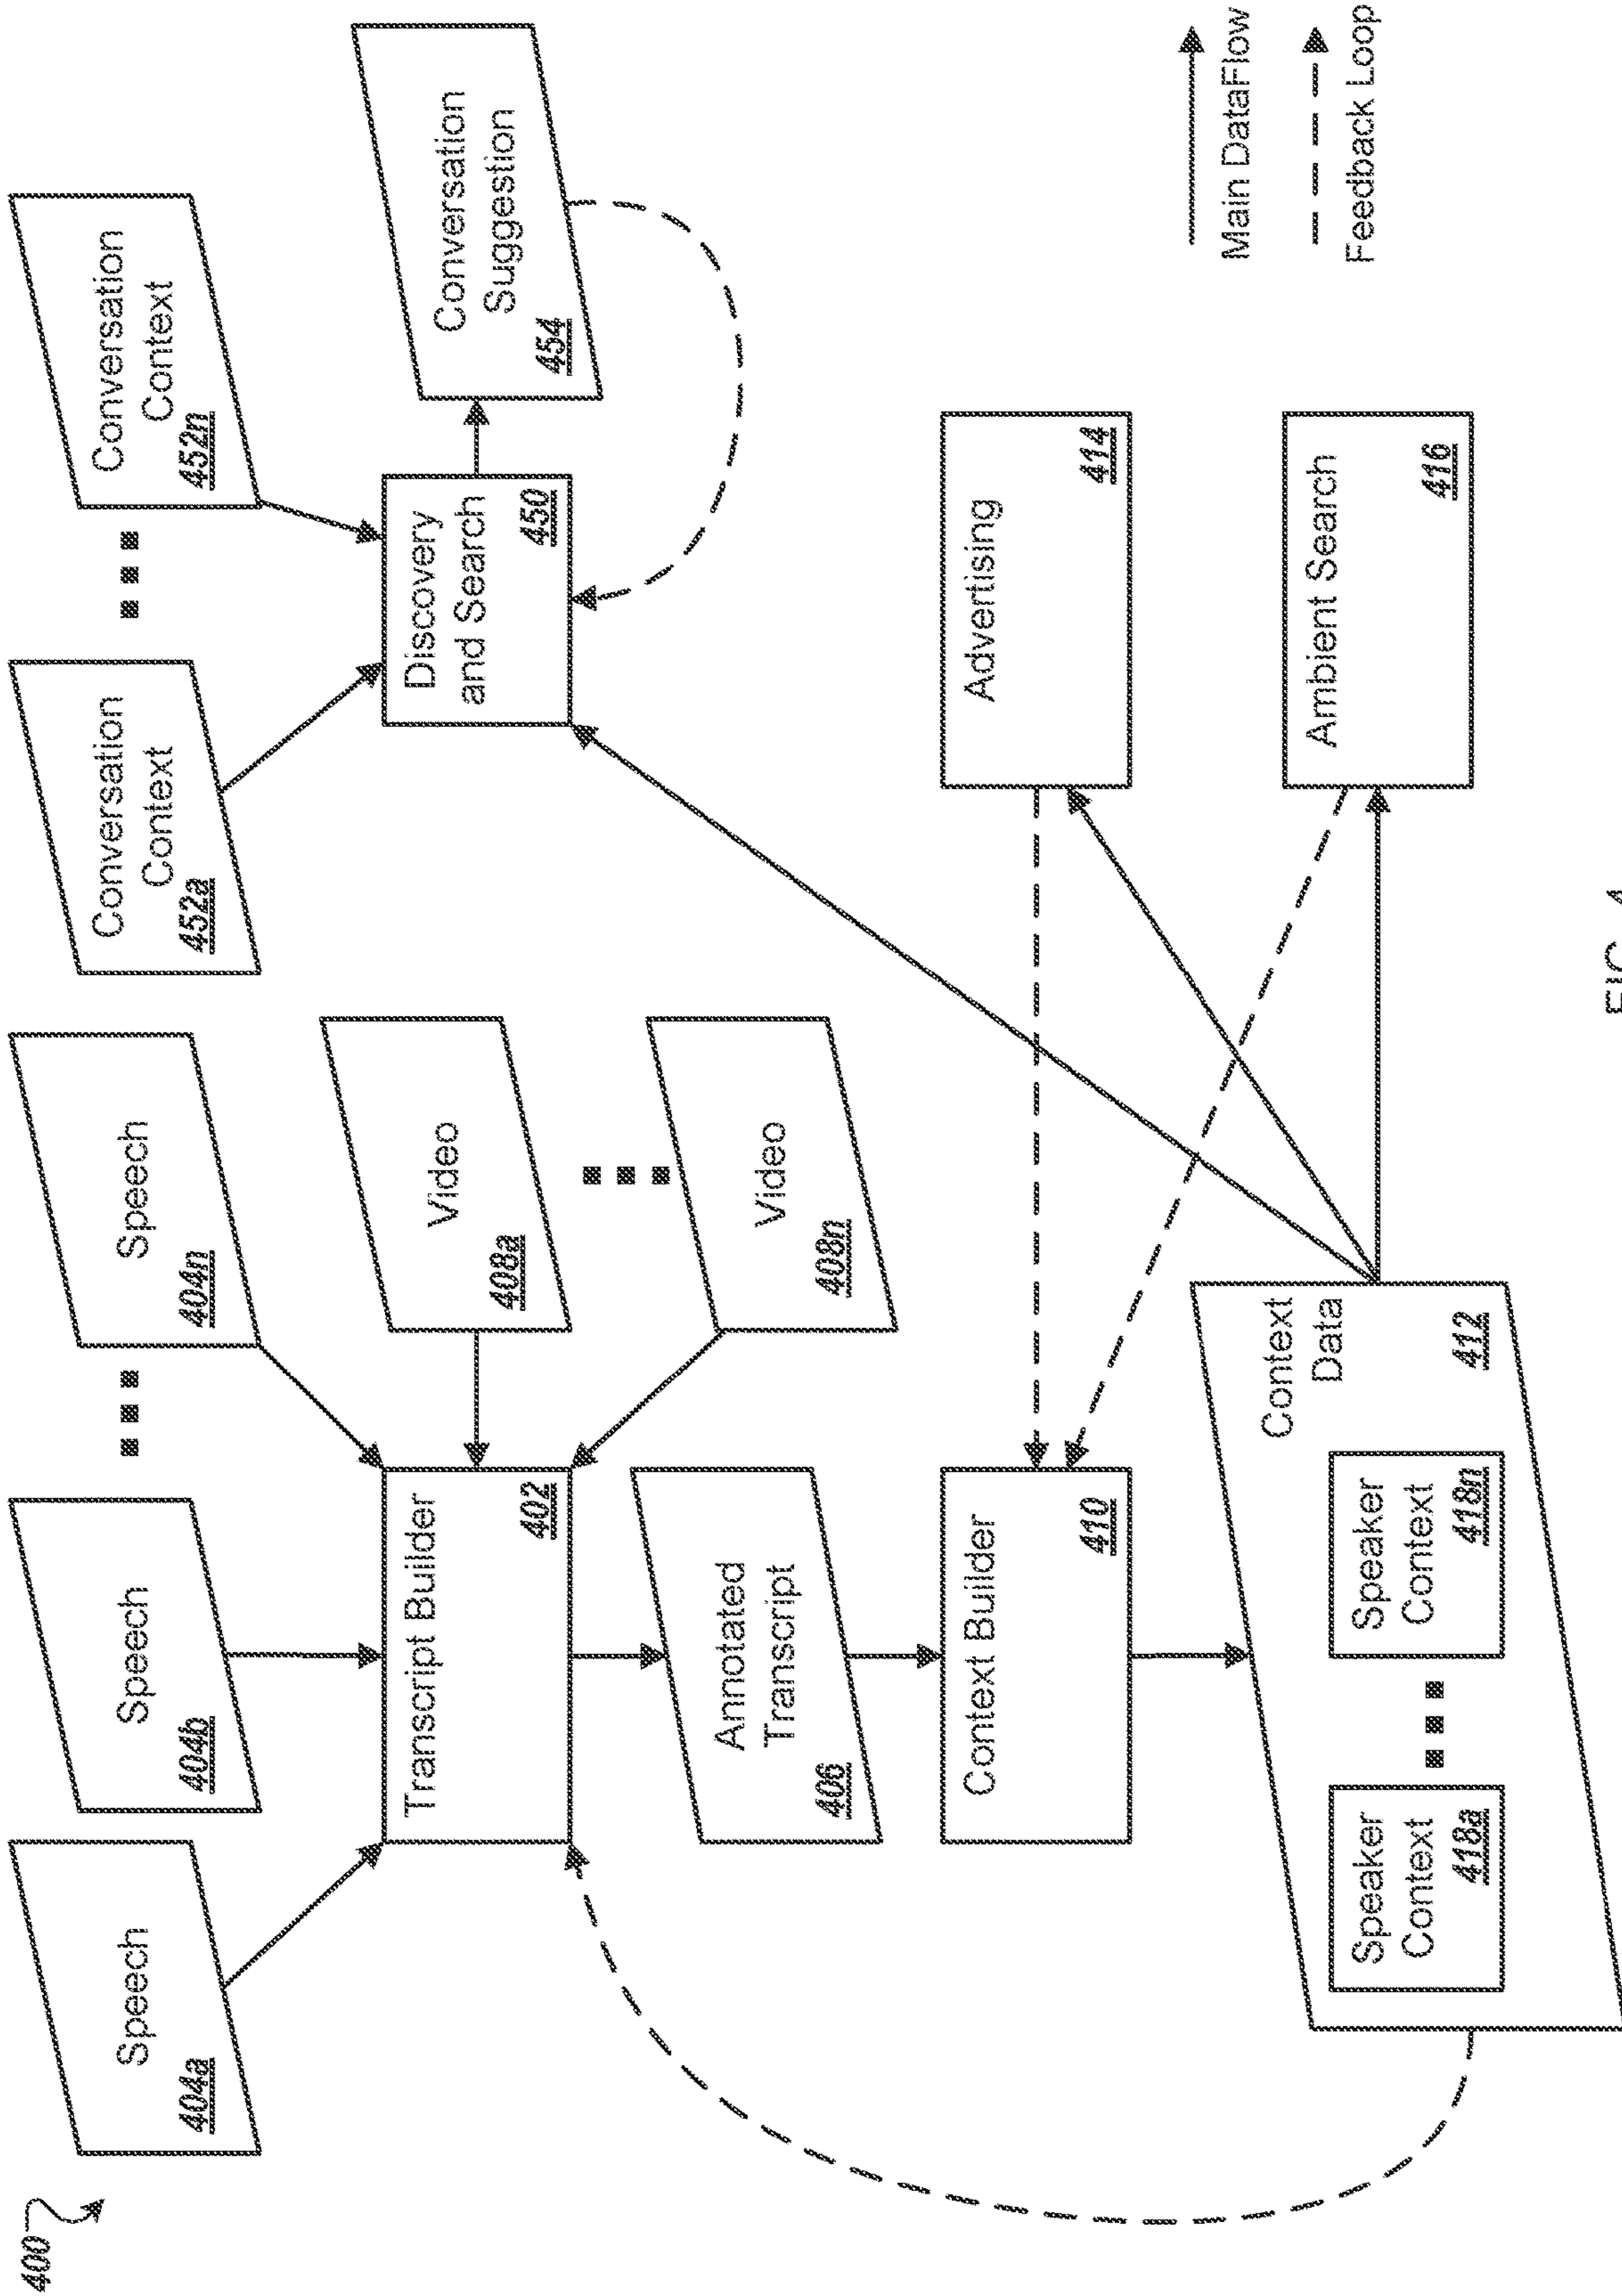 400
Speech
404a
Speech
404b
Speech
404n
Conversation
Context
452a
Conversation
Context
452n
Transcript Builder
402
Video
408a
Video
408n
Discovery
and Search
450
Conversation
Suggestion
454
Annotated
Transcript
406
Context Builder
410
Advertising
414
Context
Data
412
Speaker
Context
418a
Speaker
Context
418n
Ambient Search
416
Main DataFlow
Feedback Loop